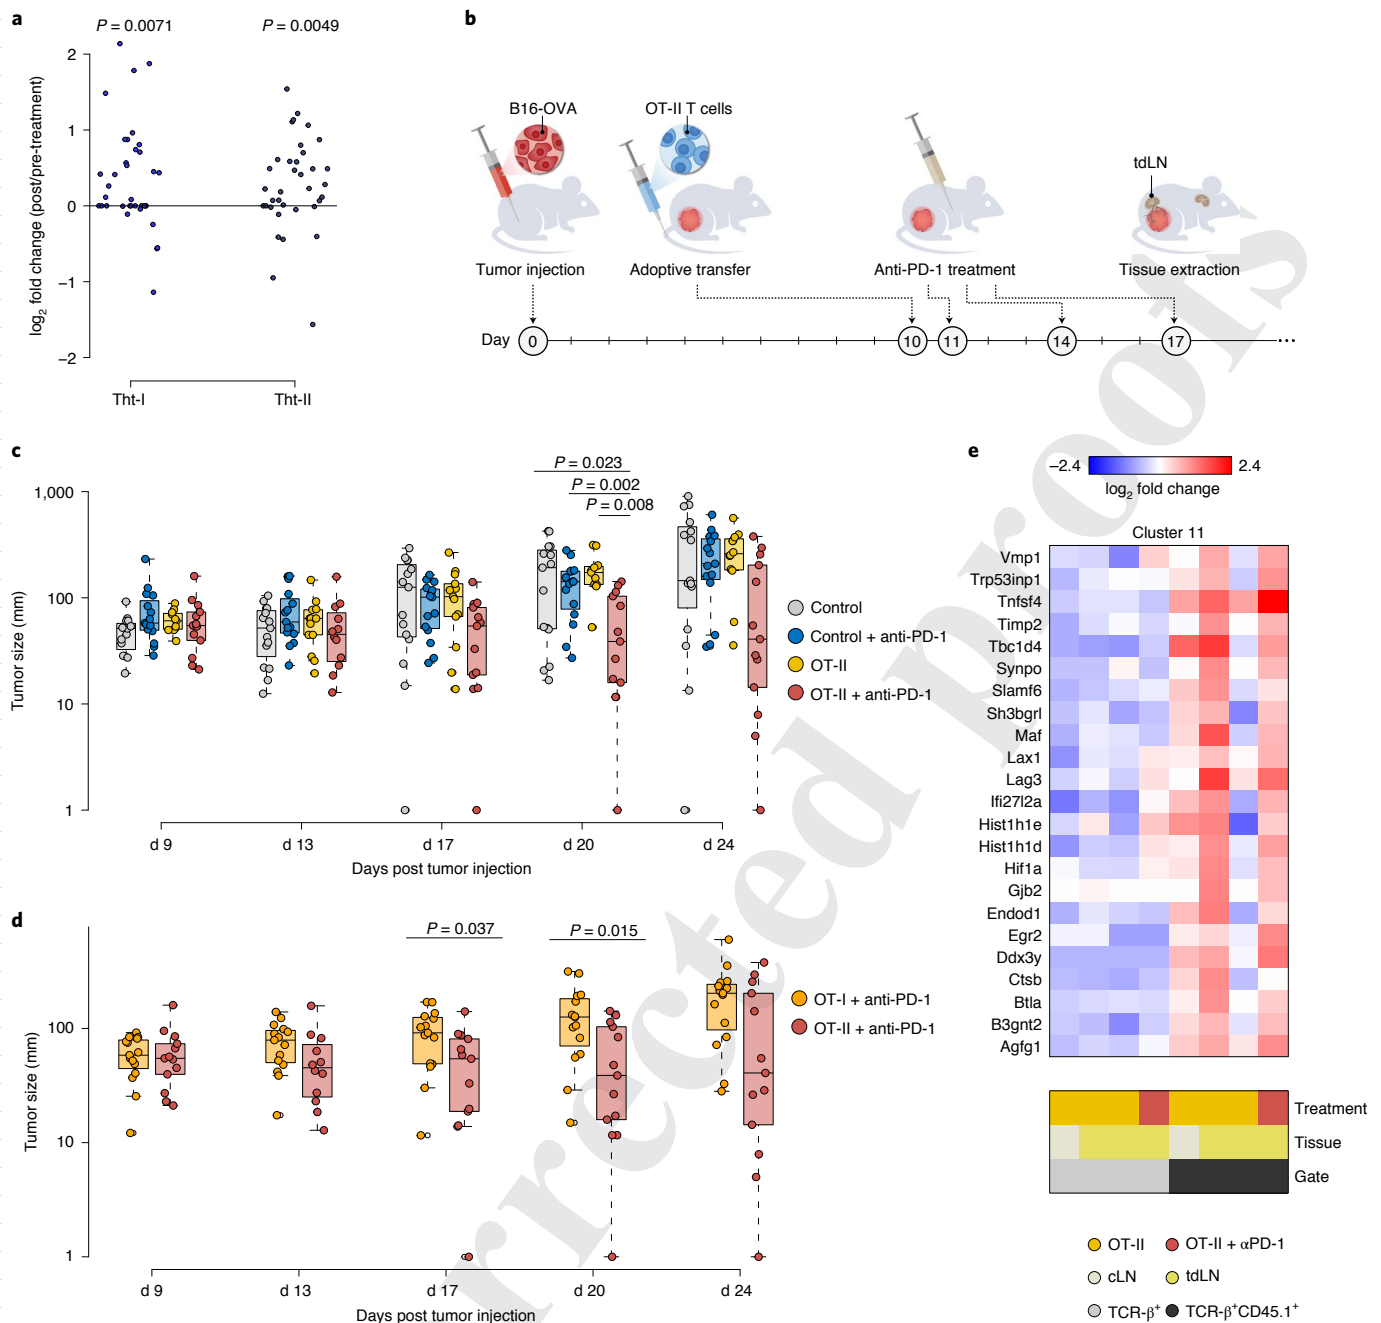 a
P = 0.0071
P = 0.0049
2
1
0
−1
−2
log2 fold change (post/pre-treatment)
Tht-I
Tht-II
b
B16-OVA
OT-II T cells
tdLN
Tumor injection
Adoptive transfer
Anti-PD-1 treatment
Tissue extraction
Day
0
10
11
14
17
c
P = 0.023
P = 0.002
P = 0.008
1,000
100
10
1
Tumor size (mm)
d 9
d 13
d 17
d 20
d 24
Days post tumor injection
Control
Control + anti-PD-1
OT-II
OT-II + anti-PD-1
d
P = 0.037
P = 0.015
100
10
1
Tumor size (mm)
d 9
d 13
d 17
d 20
d 24
Days post tumor injection
OT-I + anti-PD-1
OT-II + anti-PD-1
e
−2.4
2.4
log2 fold change
Cluster 11
Vmp1
Trp53inp1
Tnfsf4
Timp2
Tbc1d4
Synpo
Slamf6
Sh3bgrl
Maf
Lax1
Lag3
Ifi27l2a
Hist1h1e
Hist1h1d
Hif1a
Gjb2
Endod1
Egr2
Ddx3y
Ctsb
Btla
B3gnt2
Agfg1
Treatment
Tissue
Gate
OT-II
OT-II + αPD-1
cLN
tdLN
TCR-β+
TCR-β+CD45.1+
rrected proofs